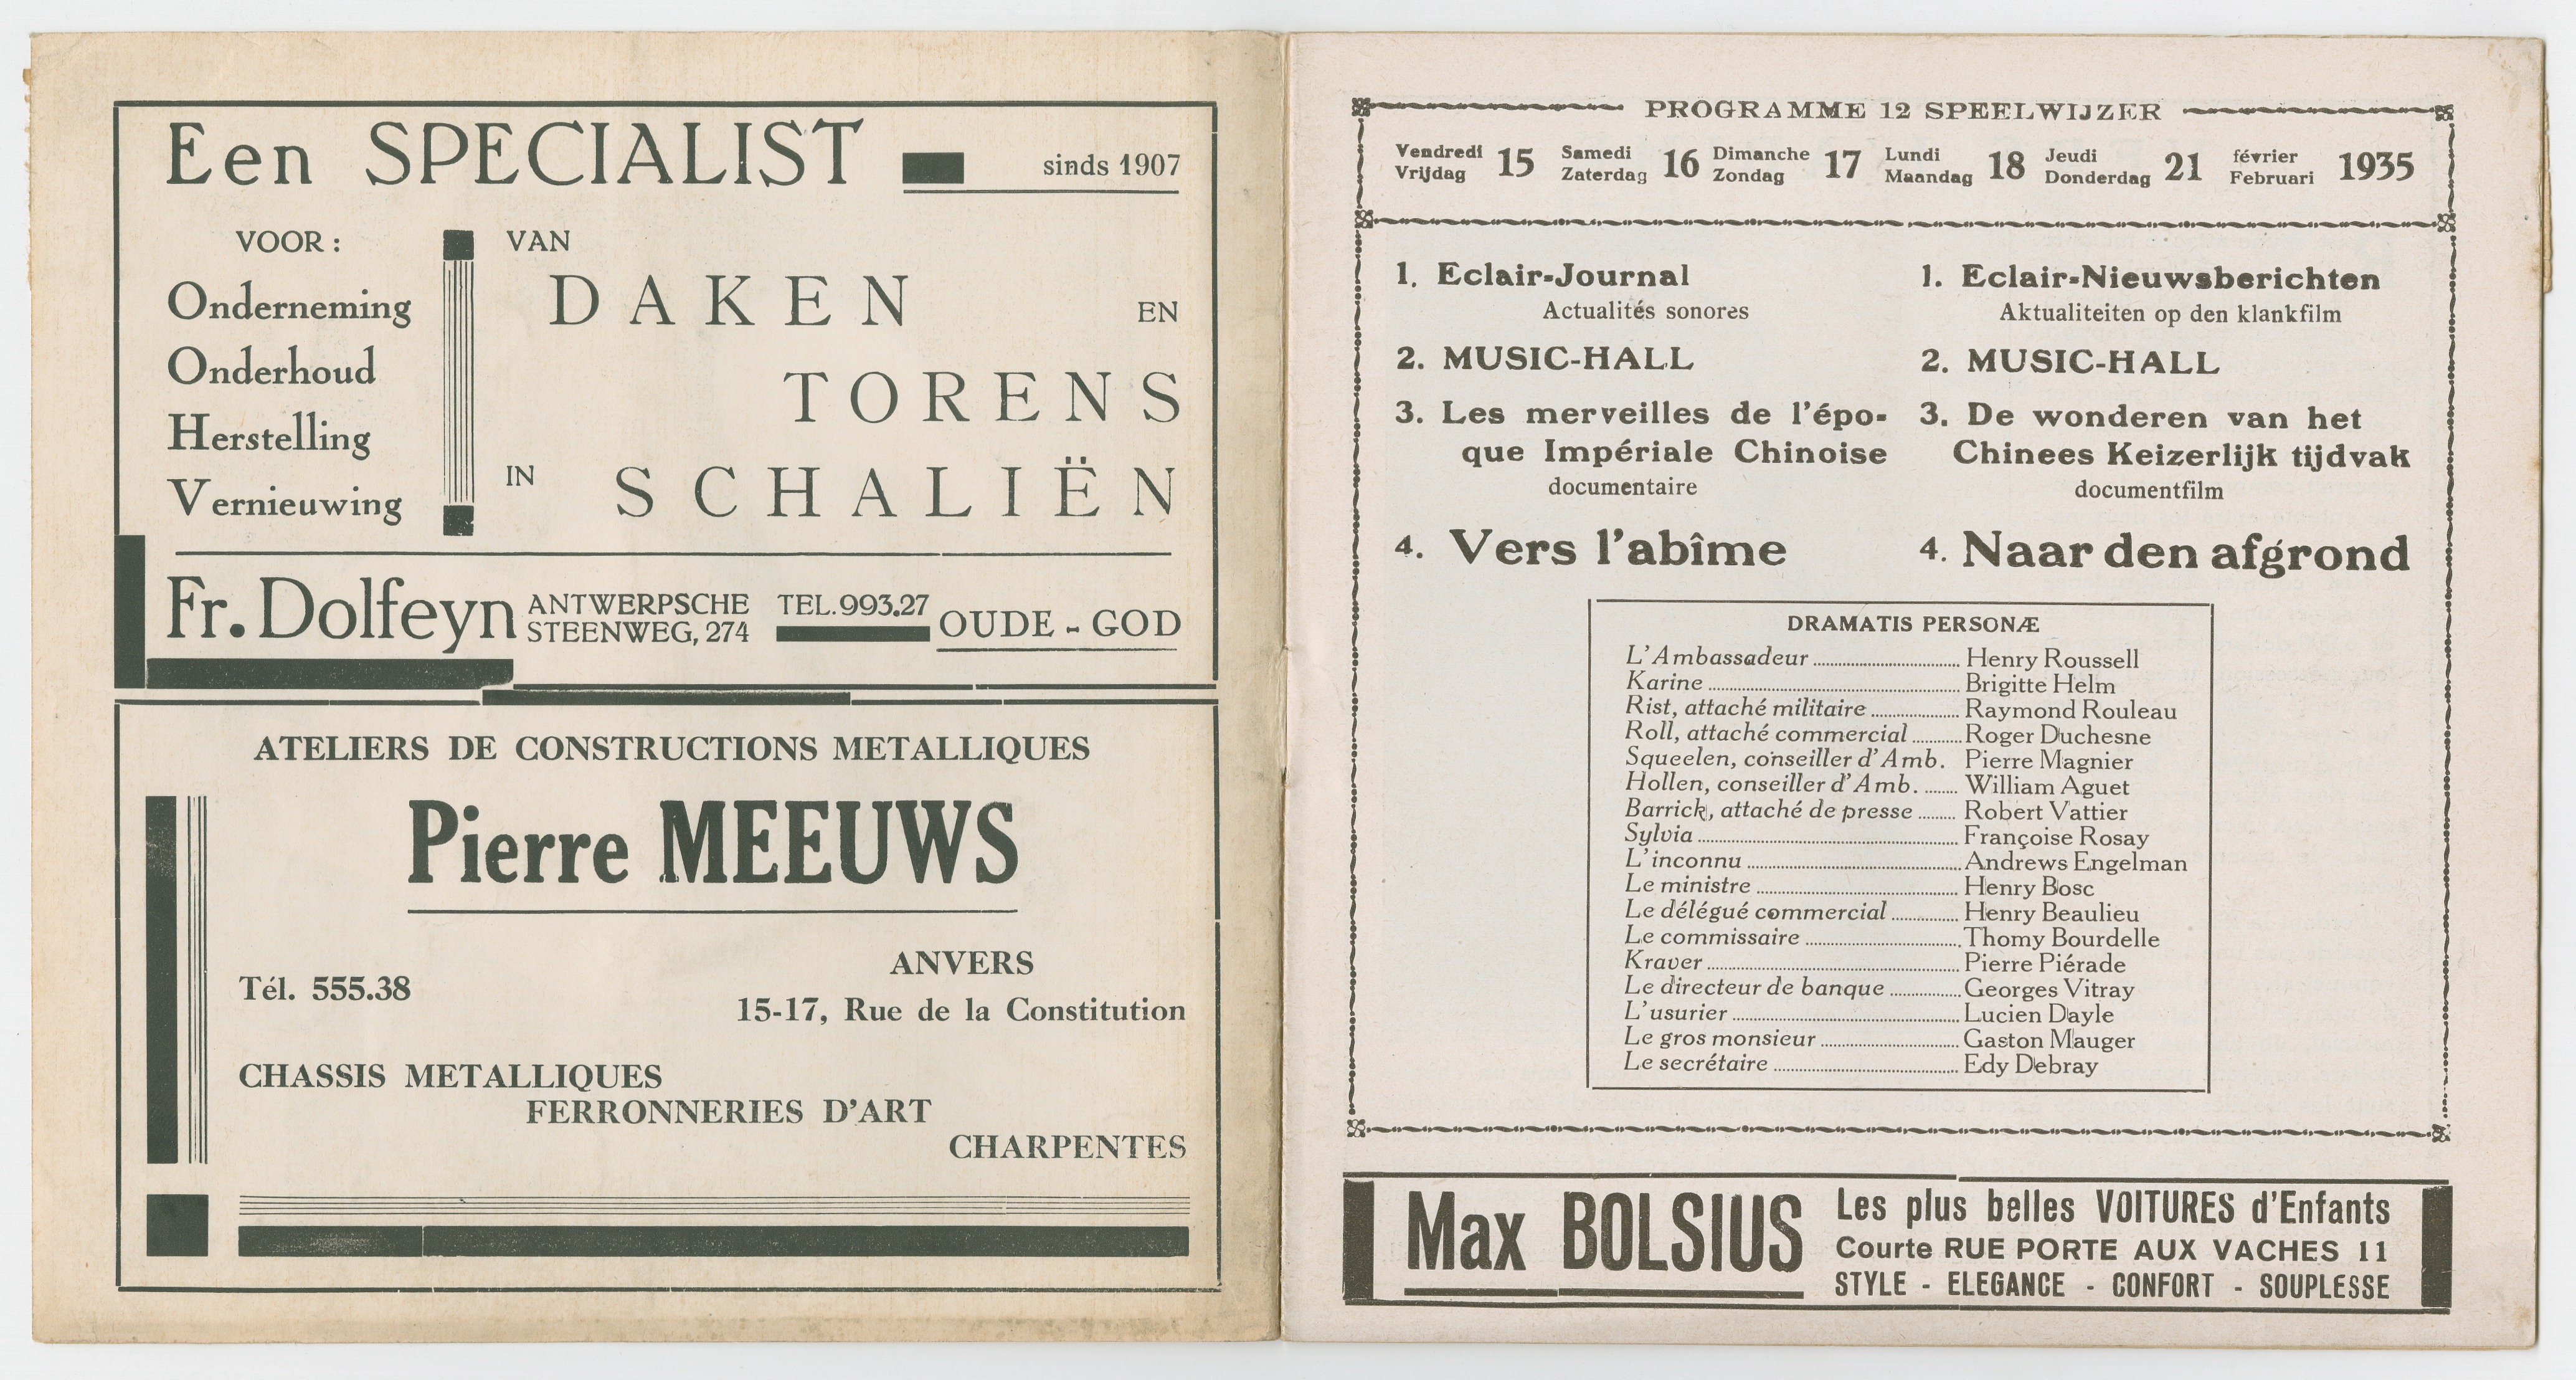 Een SPECIALIST sinds 1907
VOOR :
Onderneming
Onderhoud
Herstelling
Vernieuwing
VAN
DAKEN
EN
TORENS
IN SCHALIËN
Fr. Dolfeyn ANTWERPSCHE STEENWEG, 274 TEL. 993.27 OUDE - GOD
ATELIERS DE CONSTRUCTIONS METALLIQUES
Pierre MEEUWS
ANVERS
Tél. 555.38
15-17, Rue de la Constitution
CHASSIS METALLIQUES
FERRONNERIES D'ART
CHARPENTES
PROGRAMME 12 SPEELWIJZER
Vendredi Vrijdag 15 Samedi Zaterdag 16 Dimanche Zondag 17 Lundi Maandag 18 Jeudi Donderdag 21 février Februari 1935
1. Eclair-Journal
Actualités sonores
2. MUSIC-HALL
3. Les merveilles de l'épo-
que Impériale Chinoise
documentaire
4. Vers l'abîme
1. Eclair-Nieuwsberichten
Aktualiteiten op den klankfilm
2. MUSIC-HALL
3. De wonderen van het
Chinees Keizerlijk tijdvak
documentfilm
4. Naar den afgrond
DRAMATIS PERSONÆ
L'Ambassadeur ........ Henry Roussell
Karine ........ Brigitte Helm
Rist, attaché militaire ........ Raymond Rouleau
Roll, attaché commercial ........ Roger Duchesne
Squeelen, conseiller d'Amb. Pierre Magnier
Hollen, conseiller d'Amb. ........ William Aguet
Barrick, attaché de presse ........ Robert Vattier
Sylvia ........ Françoise Rosay
L'inconnu ........ Andrews Engelman
Le ministre ........ Henry Bosc
Le délégué commercial ........ Henry Beaulieu
Le commissaire ........ Thomy Bourdelle
Kraver ........ Pierre Piérade
Le directeur de banque ........ Georges Vitray
L'usurier ........ Lucien Dayle
Le gros monsieur ........ Gaston Mauger
Le secrétaire ........ Edy Debray
Max BOLSIUS
Les plus belles VOITURES d'Enfants
Courte RUE PORTE AUX VACHES 11
STYLE - ELEGANCE - CONFORT - SOUPLESSE